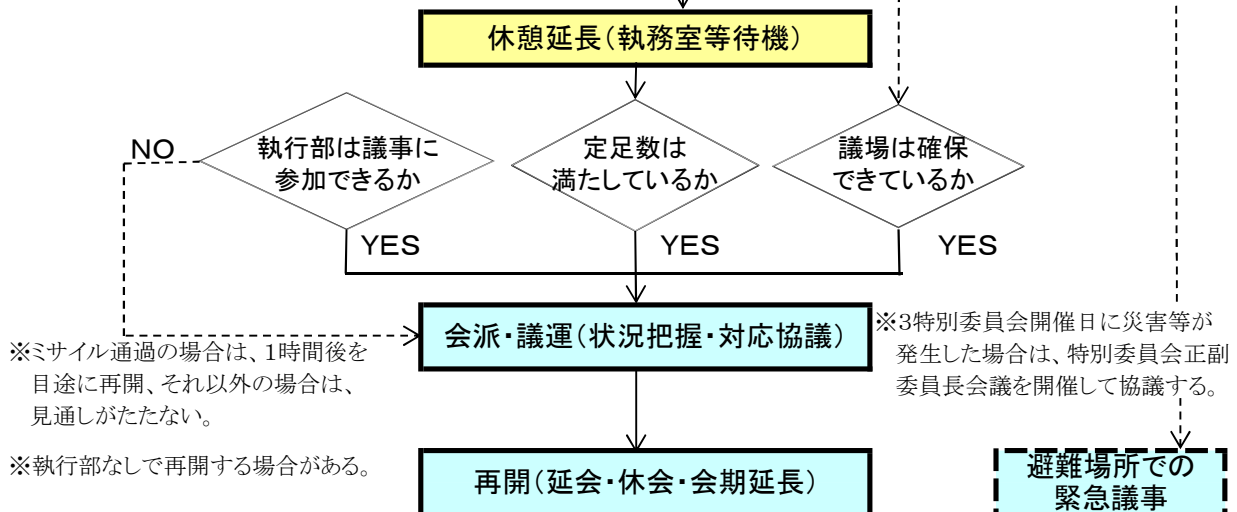 休憩延長(執務室等待機)
NO
執行部は議事に
参加できるか
定足数は
満たしているか
議場は確保
できているか
YES
YES
YES
会派・議運(状況把握・対応協議)
※ミサイル通過の場合は、1時間後を
目途に再開、それ以外の場合は、
見通しがたたない。
※執行部なしで再開する場合がある。
※3特別委員会開催日に災害等が
発生した場合は、特別委員会正副
委員長会議を開催して協議する。
再開(延会・休会・会期延長)
避難場所での
緊急議事